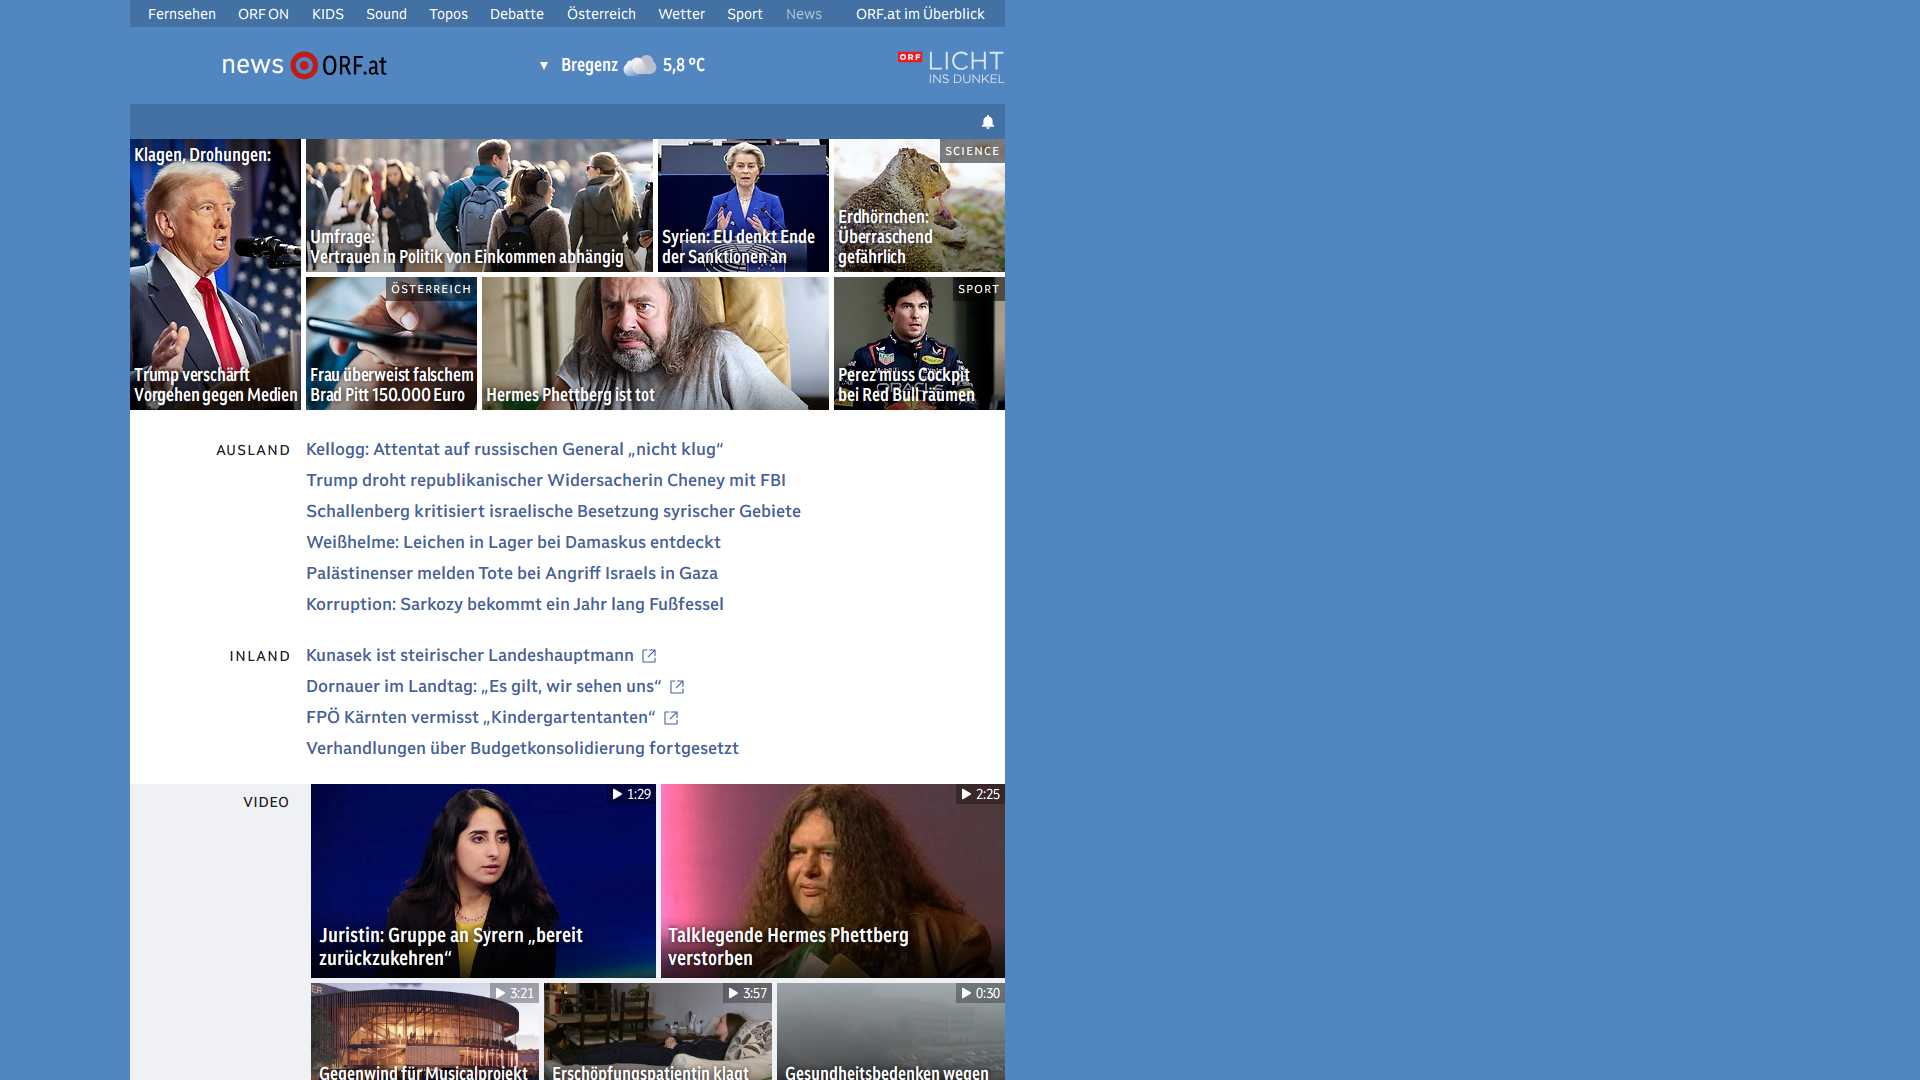 Fernsehen ORF ON KIDS Sound Topos Debatte Österreich Wetter Sport News ORF.at im Überblick
news ORF.at
Bregenz 5,8 °C
ORF LICHT
INS DUNKEL
Klagen, Drohungen:
Trump verschärft
Vorgehen gegen Medien
Umfrage:
Vertrauen in Politik von Einkommen abhängig
Syrien: EU denkt Ende
der Sanktionen an
SCIENCE
Erdhörnchen:
Überraschend
gefährlich
ÖSTERREICH
Frau überweist falschem
Brad Pitt 150.000 Euro
Hermes Phettberg ist tot
SPORT
Perez muss Cockpit
bei Red Bull räumen
AUSLAND
Kellogg: Attentat auf russischen General „nicht klug“
Trump droht republikanischer Widersacherin Cheney mit FBI
Schallenberg kritisiert israelische Besetzung syrischer Gebiete
Weißhelme: Leichen in Lager bei Damaskus entdeckt
Palästinenser melden Tote bei Angriff Israels in Gaza
Korruption: Sarkozy bekommt ein Jahr lang Fußfessel
INLAND
Kunasek ist steirischer Landeshauptmann
Dornauer im Landtag: „Es gilt, wir sehen uns“
FPÖ Kärnten vermisst „Kindergartentanten“
Verhandlungen über Budgetkonsolidierung fortgesetzt
VIDEO
1:29
Juristin: Gruppe an Syrern „bereit
zurückzukehren“
2:25
Talklegende Hermes Phettberg
verstorben
3:21
Gegenwind für Musicalprojekt
3:57
Erschöpfungspatientin klagt
0:30
Gesundheitsbedenken wegen